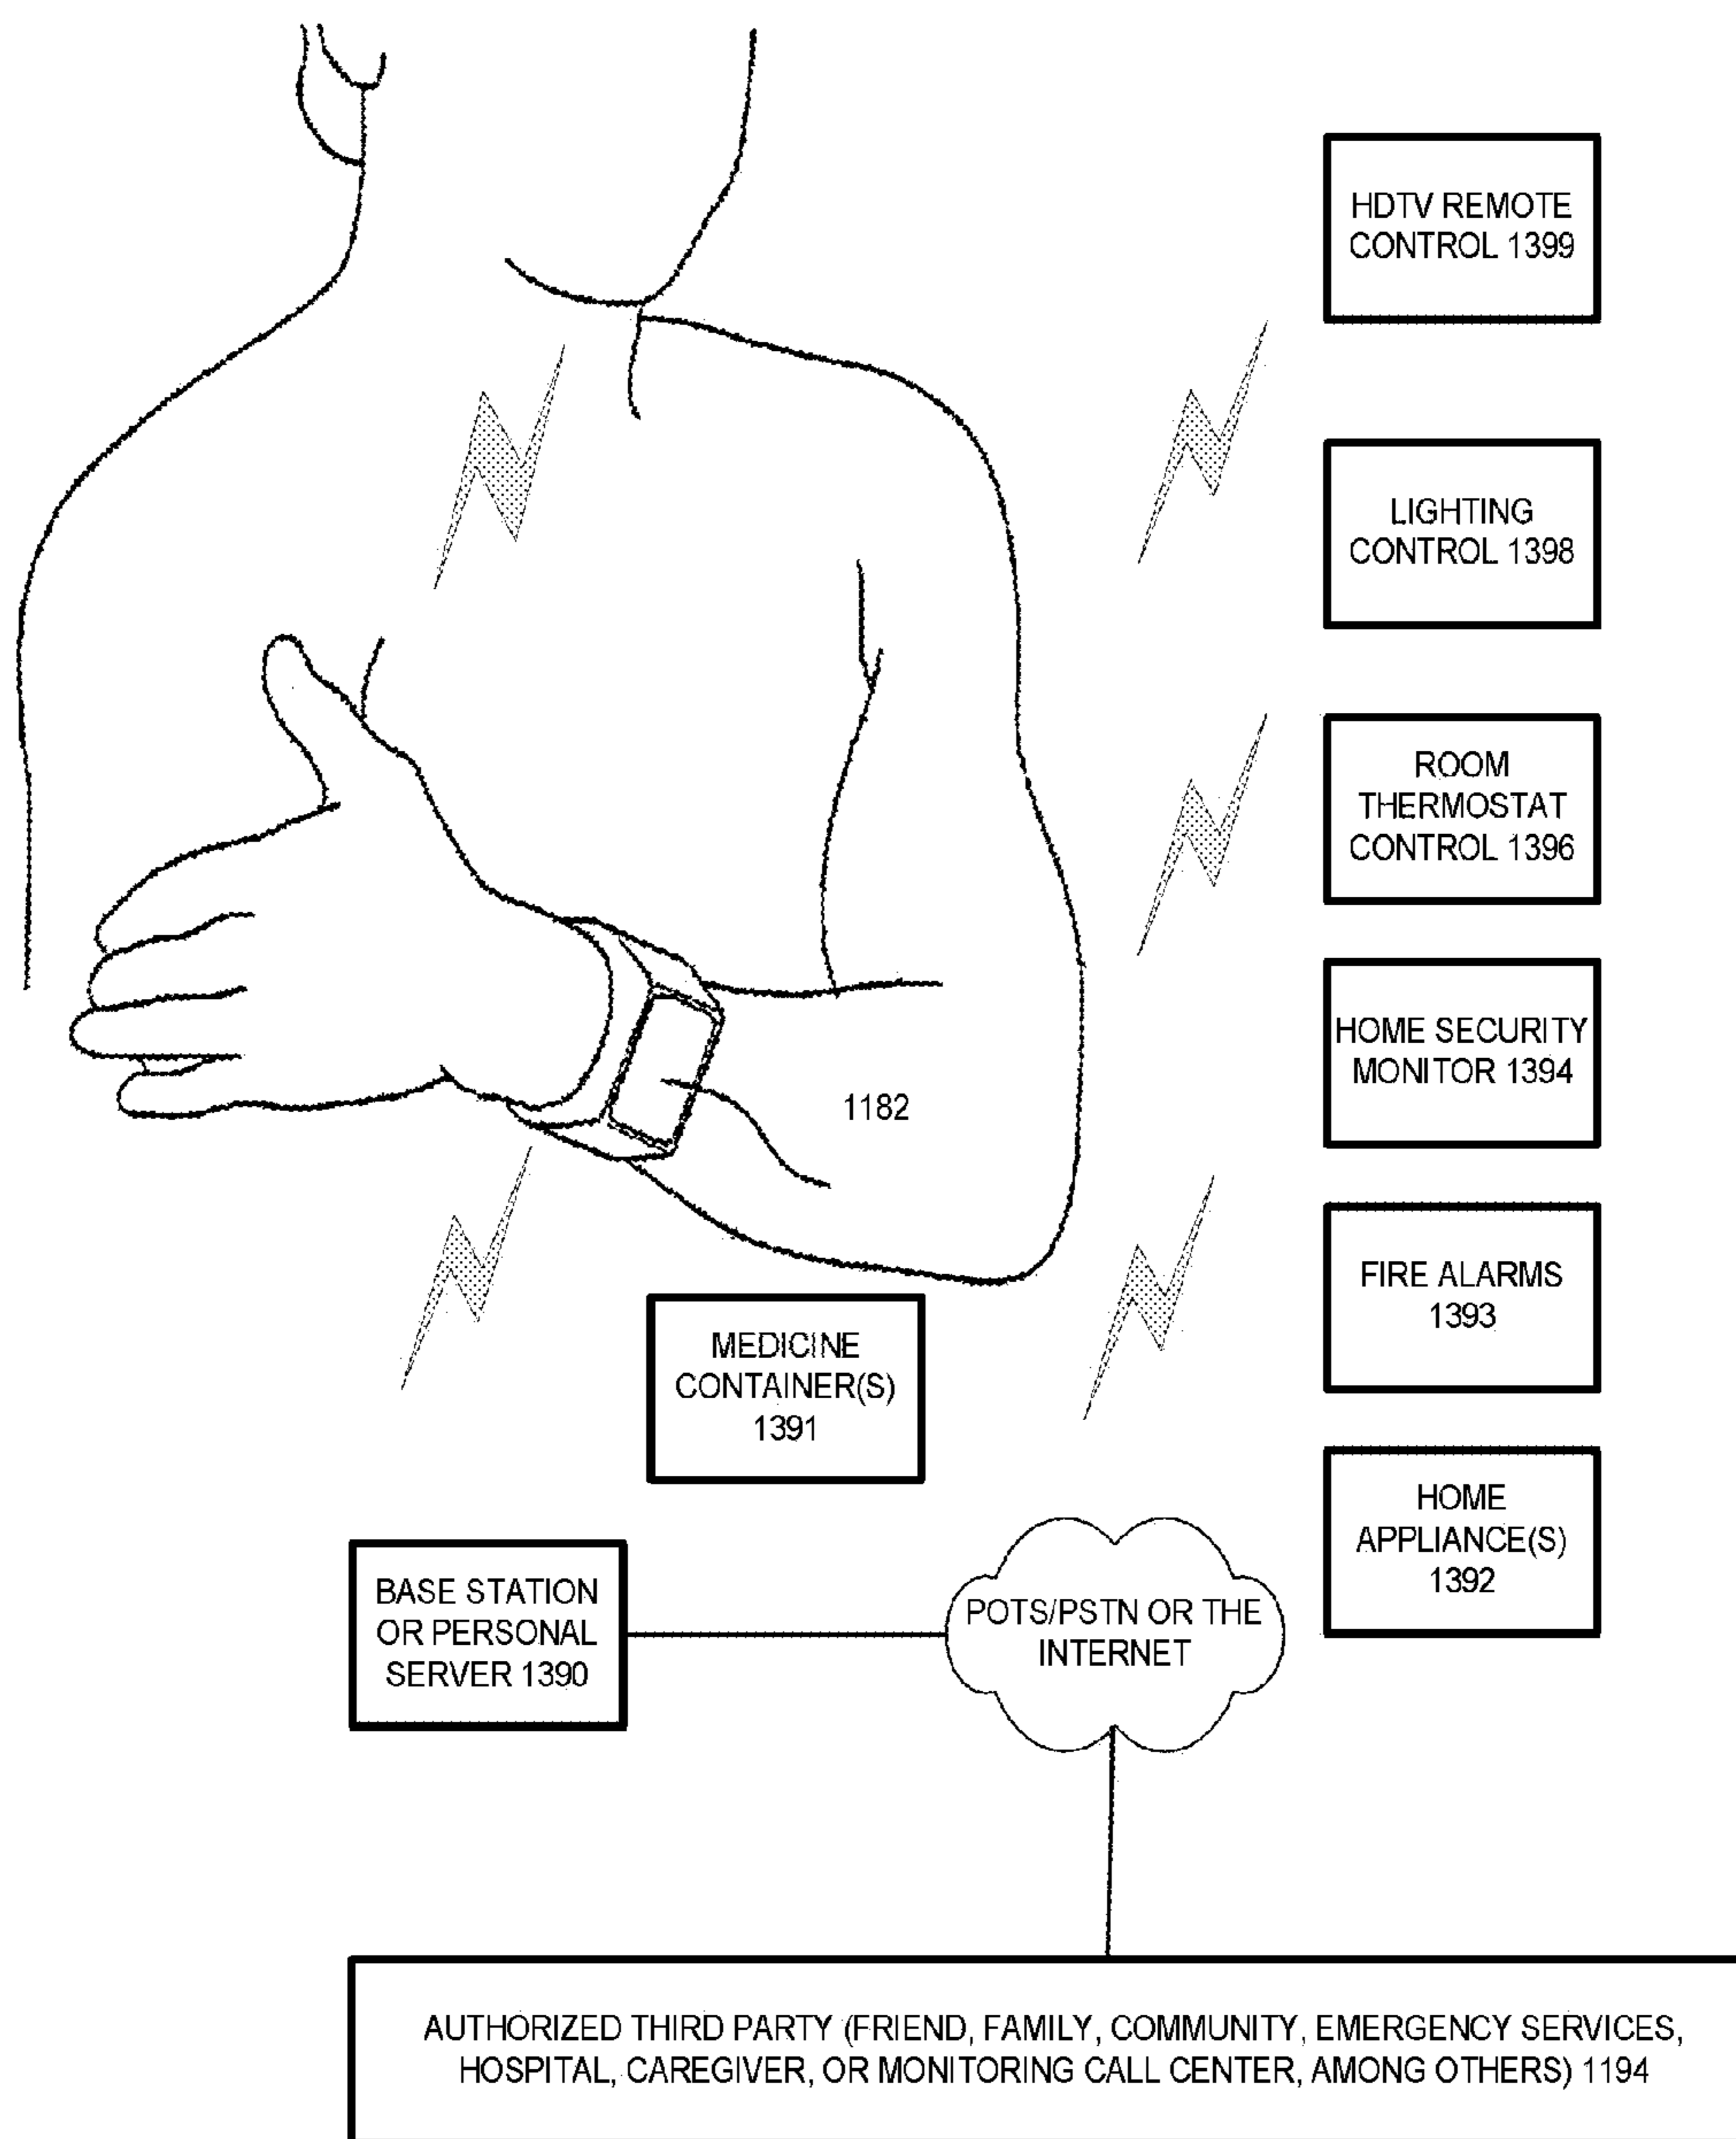 HDTV REMOTE
CONTROL 1399
LIGHTING
CONTROL 1398
ROOM
THERMOSTAT
CONTROL 1396
HOME SECURITY
MONITOR 1394
1182
FIRE ALARMS
1393
MEDICINE
CONTAINER(S)
1391
HOME
APPLIANCE(S)
1392
BASE STATION
OR PERSONAL
SERVER 1390
POTS/PSTN OR THE
INTERNET
AUTHORIZED THIRD PARTY (FRIEND, FAMILY, COMMUNITY, EMERGENCY SERVICES,
HOSPITAL, CAREGIVER, OR MONITORING CALL CENTER, AMONG OTHERS) 1194